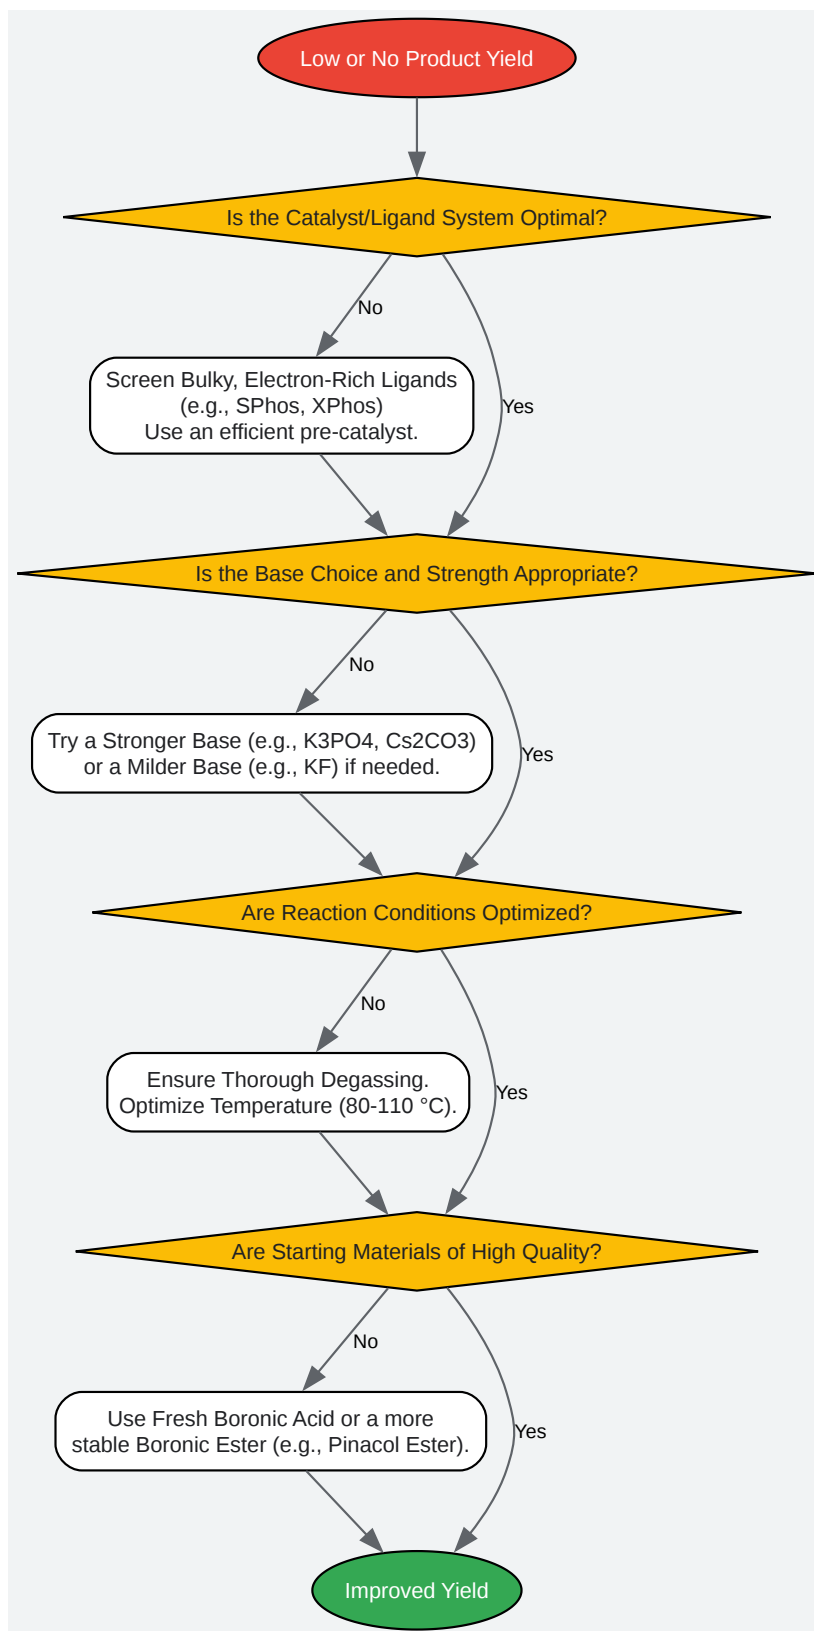 Low or No Product Yield
Is the Catalyst/Ligand System Optimal?
No
Screen Bulky, Electron-Rich Ligands
(e.g., SPhos, XPhos)
Use an efficient pre-catalyst.
Yes
Is the Base Choice and Strength Appropriate?
No
Try a Stronger Base (e.g., K3PO4, Cs2CO3)
or a Milder Base (e.g., KF) if needed.
Yes
Are Reaction Conditions Optimized?
No
Ensure Thorough Degassing.
Optimize Temperature (80-110 °C).
Yes
Are Starting Materials of High Quality?
No
Use Fresh Boronic Acid or a more
stable Boronic Ester (e.g., Pinacol Ester).
Yes
Improved Yield